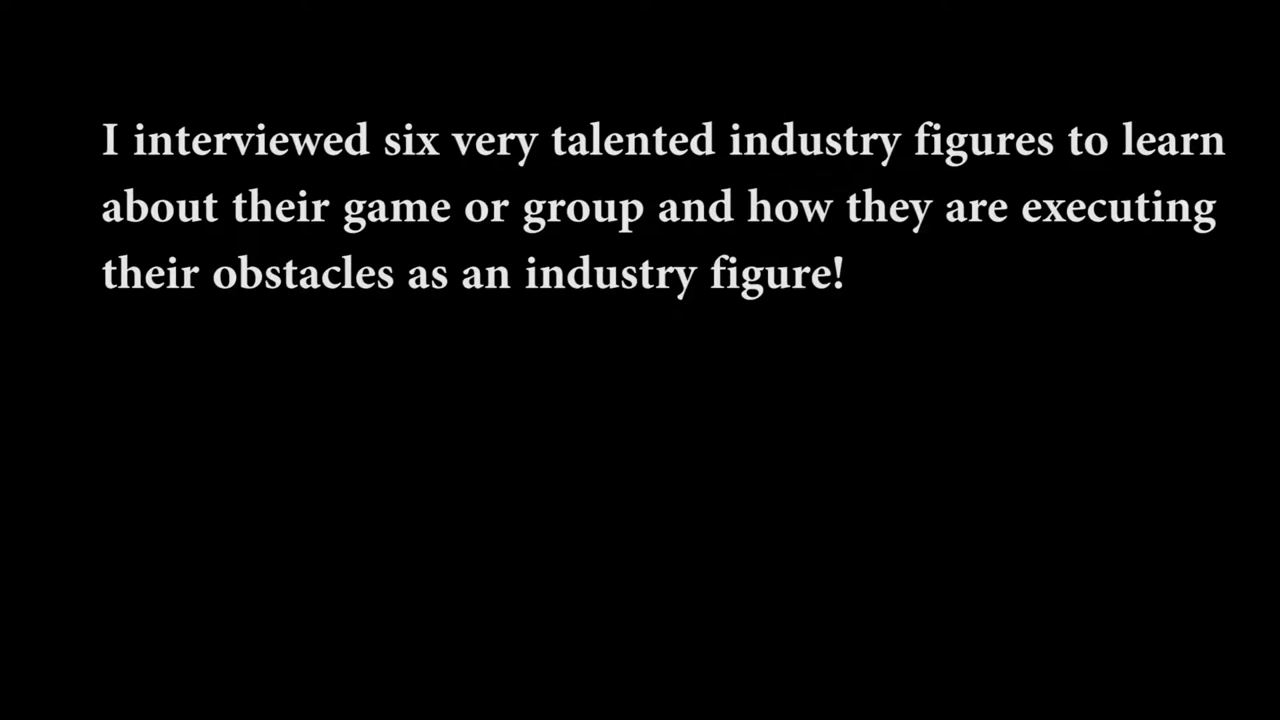 I interviewed six very talented industry figures to learn
about their game or group and how they are executing
their obstacles as an industry figure!